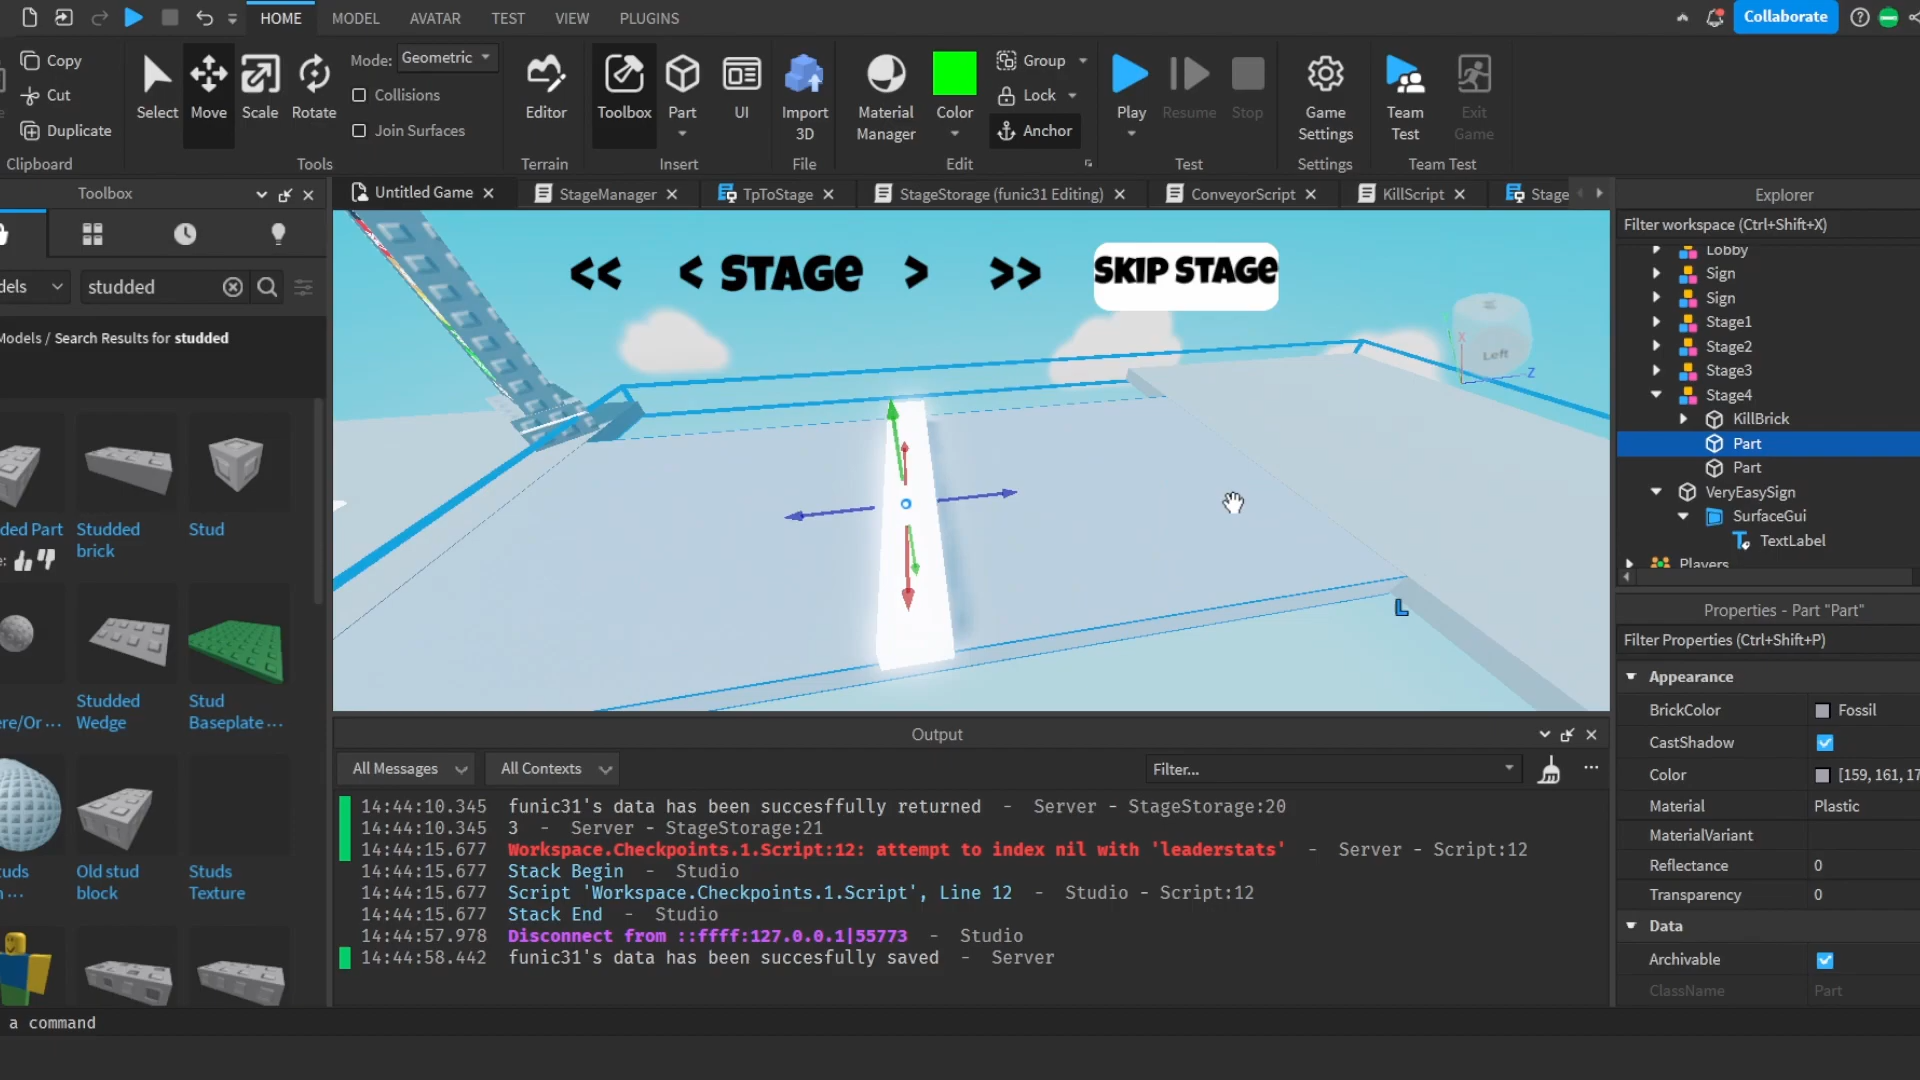 HOME
MODEL
AVATAR
TEST
VIEW
PLUGINS
Collaborate
Copy
Cut
Duplicate
Clipboard
Select
Move
Scale
Rotate
Mode: Geometric
Collisions
Join Surfaces
Tools
Editor
Terrain
Toolbox
Part
UI
Insert
Import
3D
File
Material
Manager
Color
Group
Lock
Anchor
Edit
Play
Resume
Stop
Test
Game
Settings
Settings
Team
Test
Exit
Game
Team Test
Toolbox
dels
studded
Models / Search Results for studded
ded Part
Studded
brick
Stud
ere/Or ...
Studded
Wedge
Stud
Baseplate ...
Old stud
block
Studs
Texture
Untitled Game
StageManager
TpToStage
StageStorage (funic31 Editing)
ConveyorScript
KillScript
Stage
<< < STAGE > >> SKIP STAGE
X
Left
Z
L
Output
All Messages
All Contexts
Filter...
14:44:10.345 funic31's data has been succesffully returned - Server - StageStorage:20
14:44:10.345 3 - Server - StageStorage:21
14:44:15.677 Workspace.Checkpoints.1.Script:12: attempt to index nil with 'leaderstats' - Server - Script:12
14:44:15.677 Stack Begin - Studio
14:44:15.677 Script 'Workspace.Checkpoints.1.Script', Line 12 - Studio - Script:12
14:44:15.677 Stack End - Studio
14:44:57.978 Disconnect from ::ffff:127.0.0.1|55773 - Studio
14:44:58.442 funic31's data has been succesfully saved - Server
a command
Explorer
Filter workspace (Ctrl+Shift+X)
Lobby
Sign
Sign
Stage1
Stage2
Stage3
Stage4
KillBrick
Part
Part
VeryEasySign
SurfaceGui
TextLabel
Players
Properties - Part "Part"
Filter Properties (Ctrl+Shift+P)
Appearance
BrickColor Fossil
CastShadow
Color [159, 161, 17
Material Plastic
MaterialVariant
Reflectance 0
Transparency 0
Data
Archivable
ClassName Part